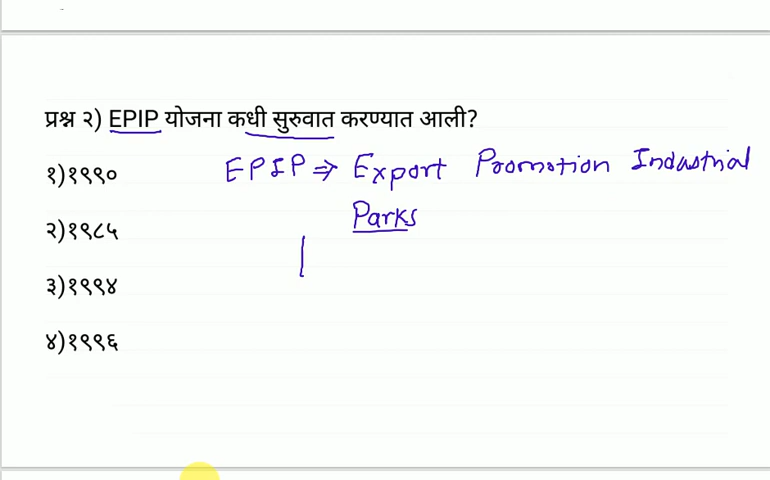 प्रश्न २) EPIP योजना कधी सुरुवात करण्यात आली?
१)१९९०
EPIP ⇒ Export Promotion Industrial
Parks
२)१९८५
३)१९९४
४)१९९६